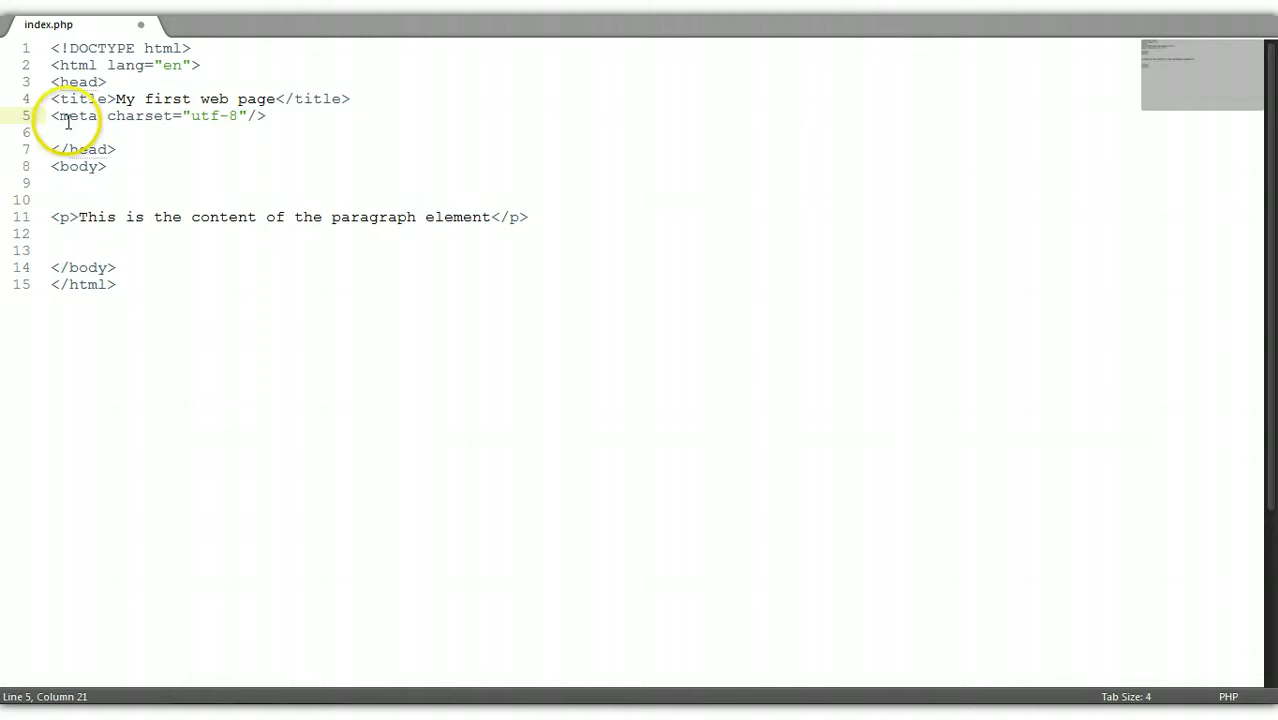 index.php
1 <!DOCTYPE html>
2 <html lang="en">
3 <head>
4 <title>My first web page</title>
5 <meta charset="utf-8"/>
6
7 </head>
8 <body>
9
10
11 <p>This is the content of the paragraph element</p>
12
13
14 </body>
15 </html>
Line 5, Column 21 Tab Size: 4 PHP